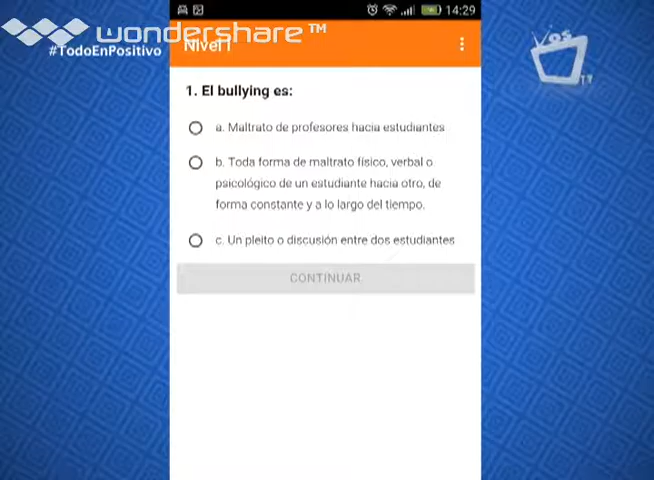 14:29
wondershare™
#TodoEnPositivo
Nivel I
Vos
TV
1. El bullying es:
a. Maltrato de profesores hacia estudiantes
b. Toda forma de maltrato físico, verbal o
psicológico de un estudiante hacia otro, de
forma constante y a lo largo del tiempo.
c. Un pleito o discusión entre dos estudiantes
CONTINUAR